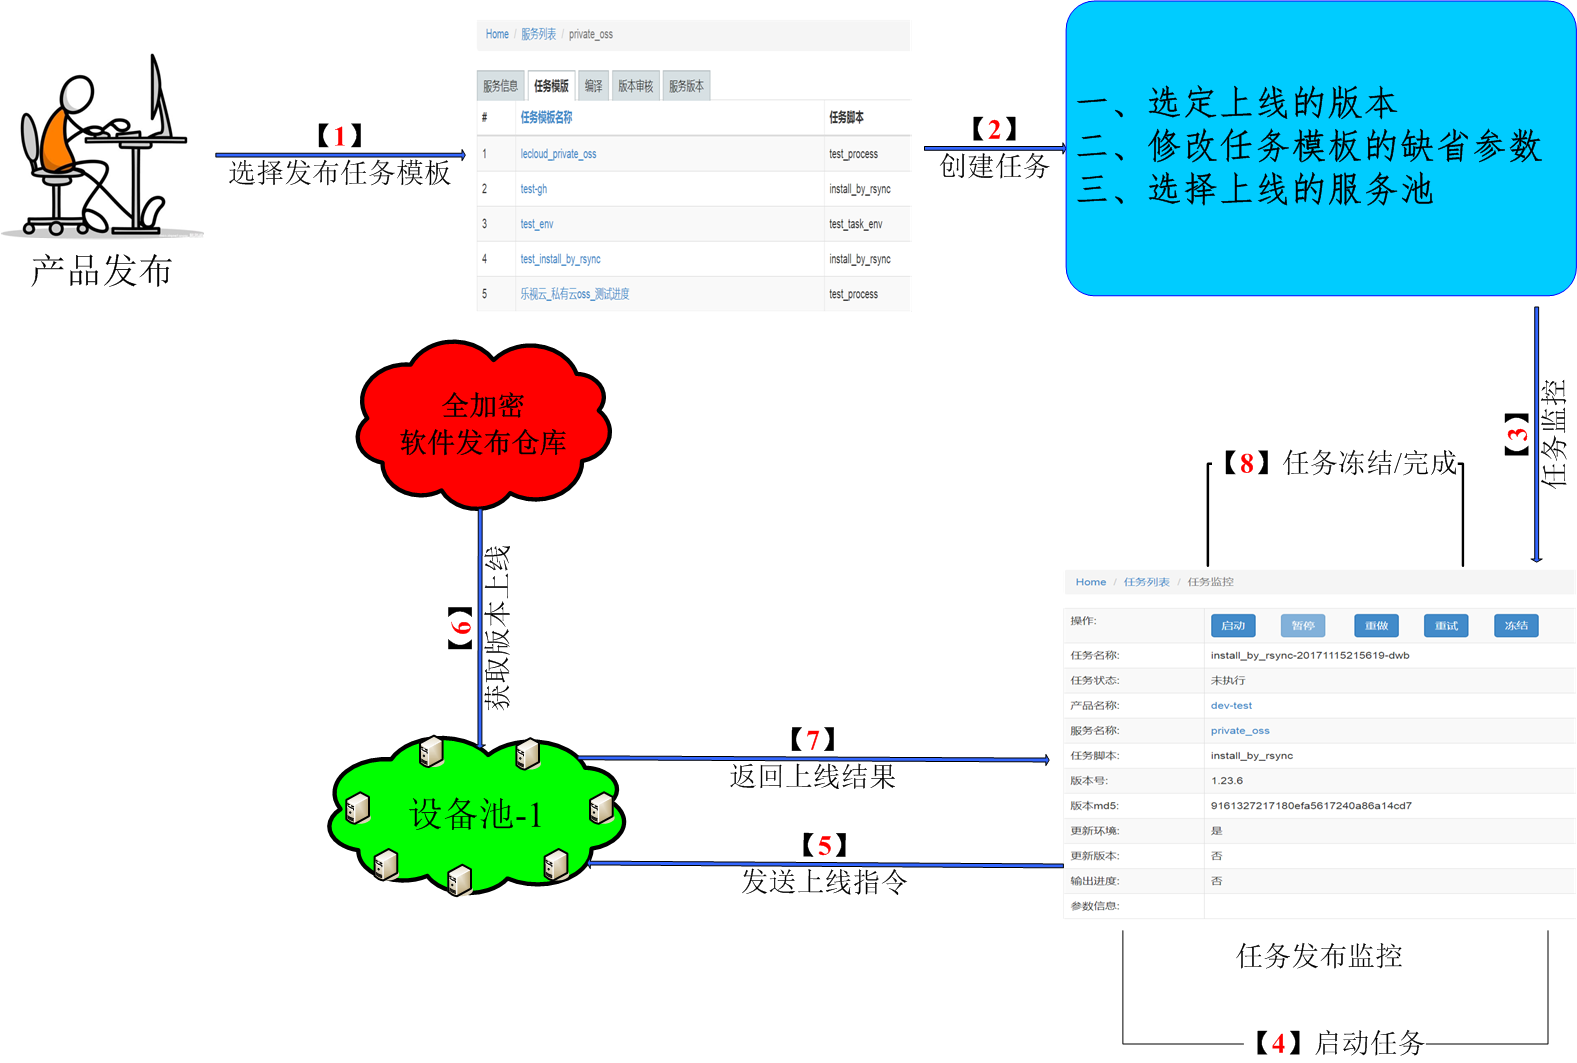 Home / 服务列表 / private_oss
服务信息 任务模版 编译 版本审核 服务版本
# 任务模板名称 任务脚本
1 lecloud_private_oss test_process
2 test-gh install_by_rsync
3 test_env test_task_env
4 test_install_by_rsync install_by_rsync
5 乐视云_私有云oss_测试进度 test_process
产品发布
【1】
选择发布任务模板
【2】
创建任务
一、选定上线的版本
二、修改任务模板的缺省参数
三、选择上线的服务池
【3】
任务监控
全加密
软件发布仓库
【8】任务冻结/完成
【6】
获取版本上线
Home / 任务列表 / 任务监控
操作: 启动 暂停 重做 重试 冻结
任务名称: install_by_rsync-20171115215619-dwb
任务状态: 未执行
产品名称: dev-test
服务名称: private_oss
任务脚本: install_by_rsync
版本号: 1.23.6
版本md5: 9161327217180efa5617240a86a14cd7
更新环境: 是
更新版本: 否
输出进度: 否
参数信息:
【7】
返回上线结果
设备池-1
【5】
发送上线指令
任务发布监控
【4】启动任务